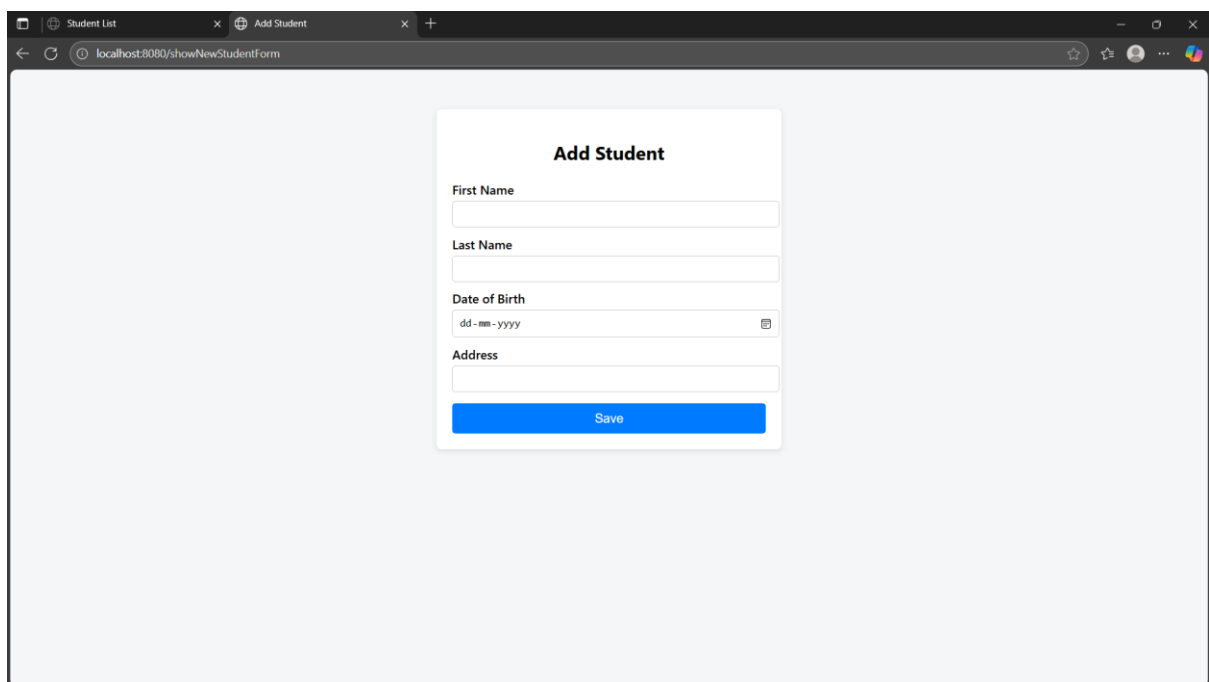 Student List
Add Student
localhost:8080/showNewStudentForm
Add Student
First Name
Last Name
Date of Birth
dd-mm-yyyy
Address
Save